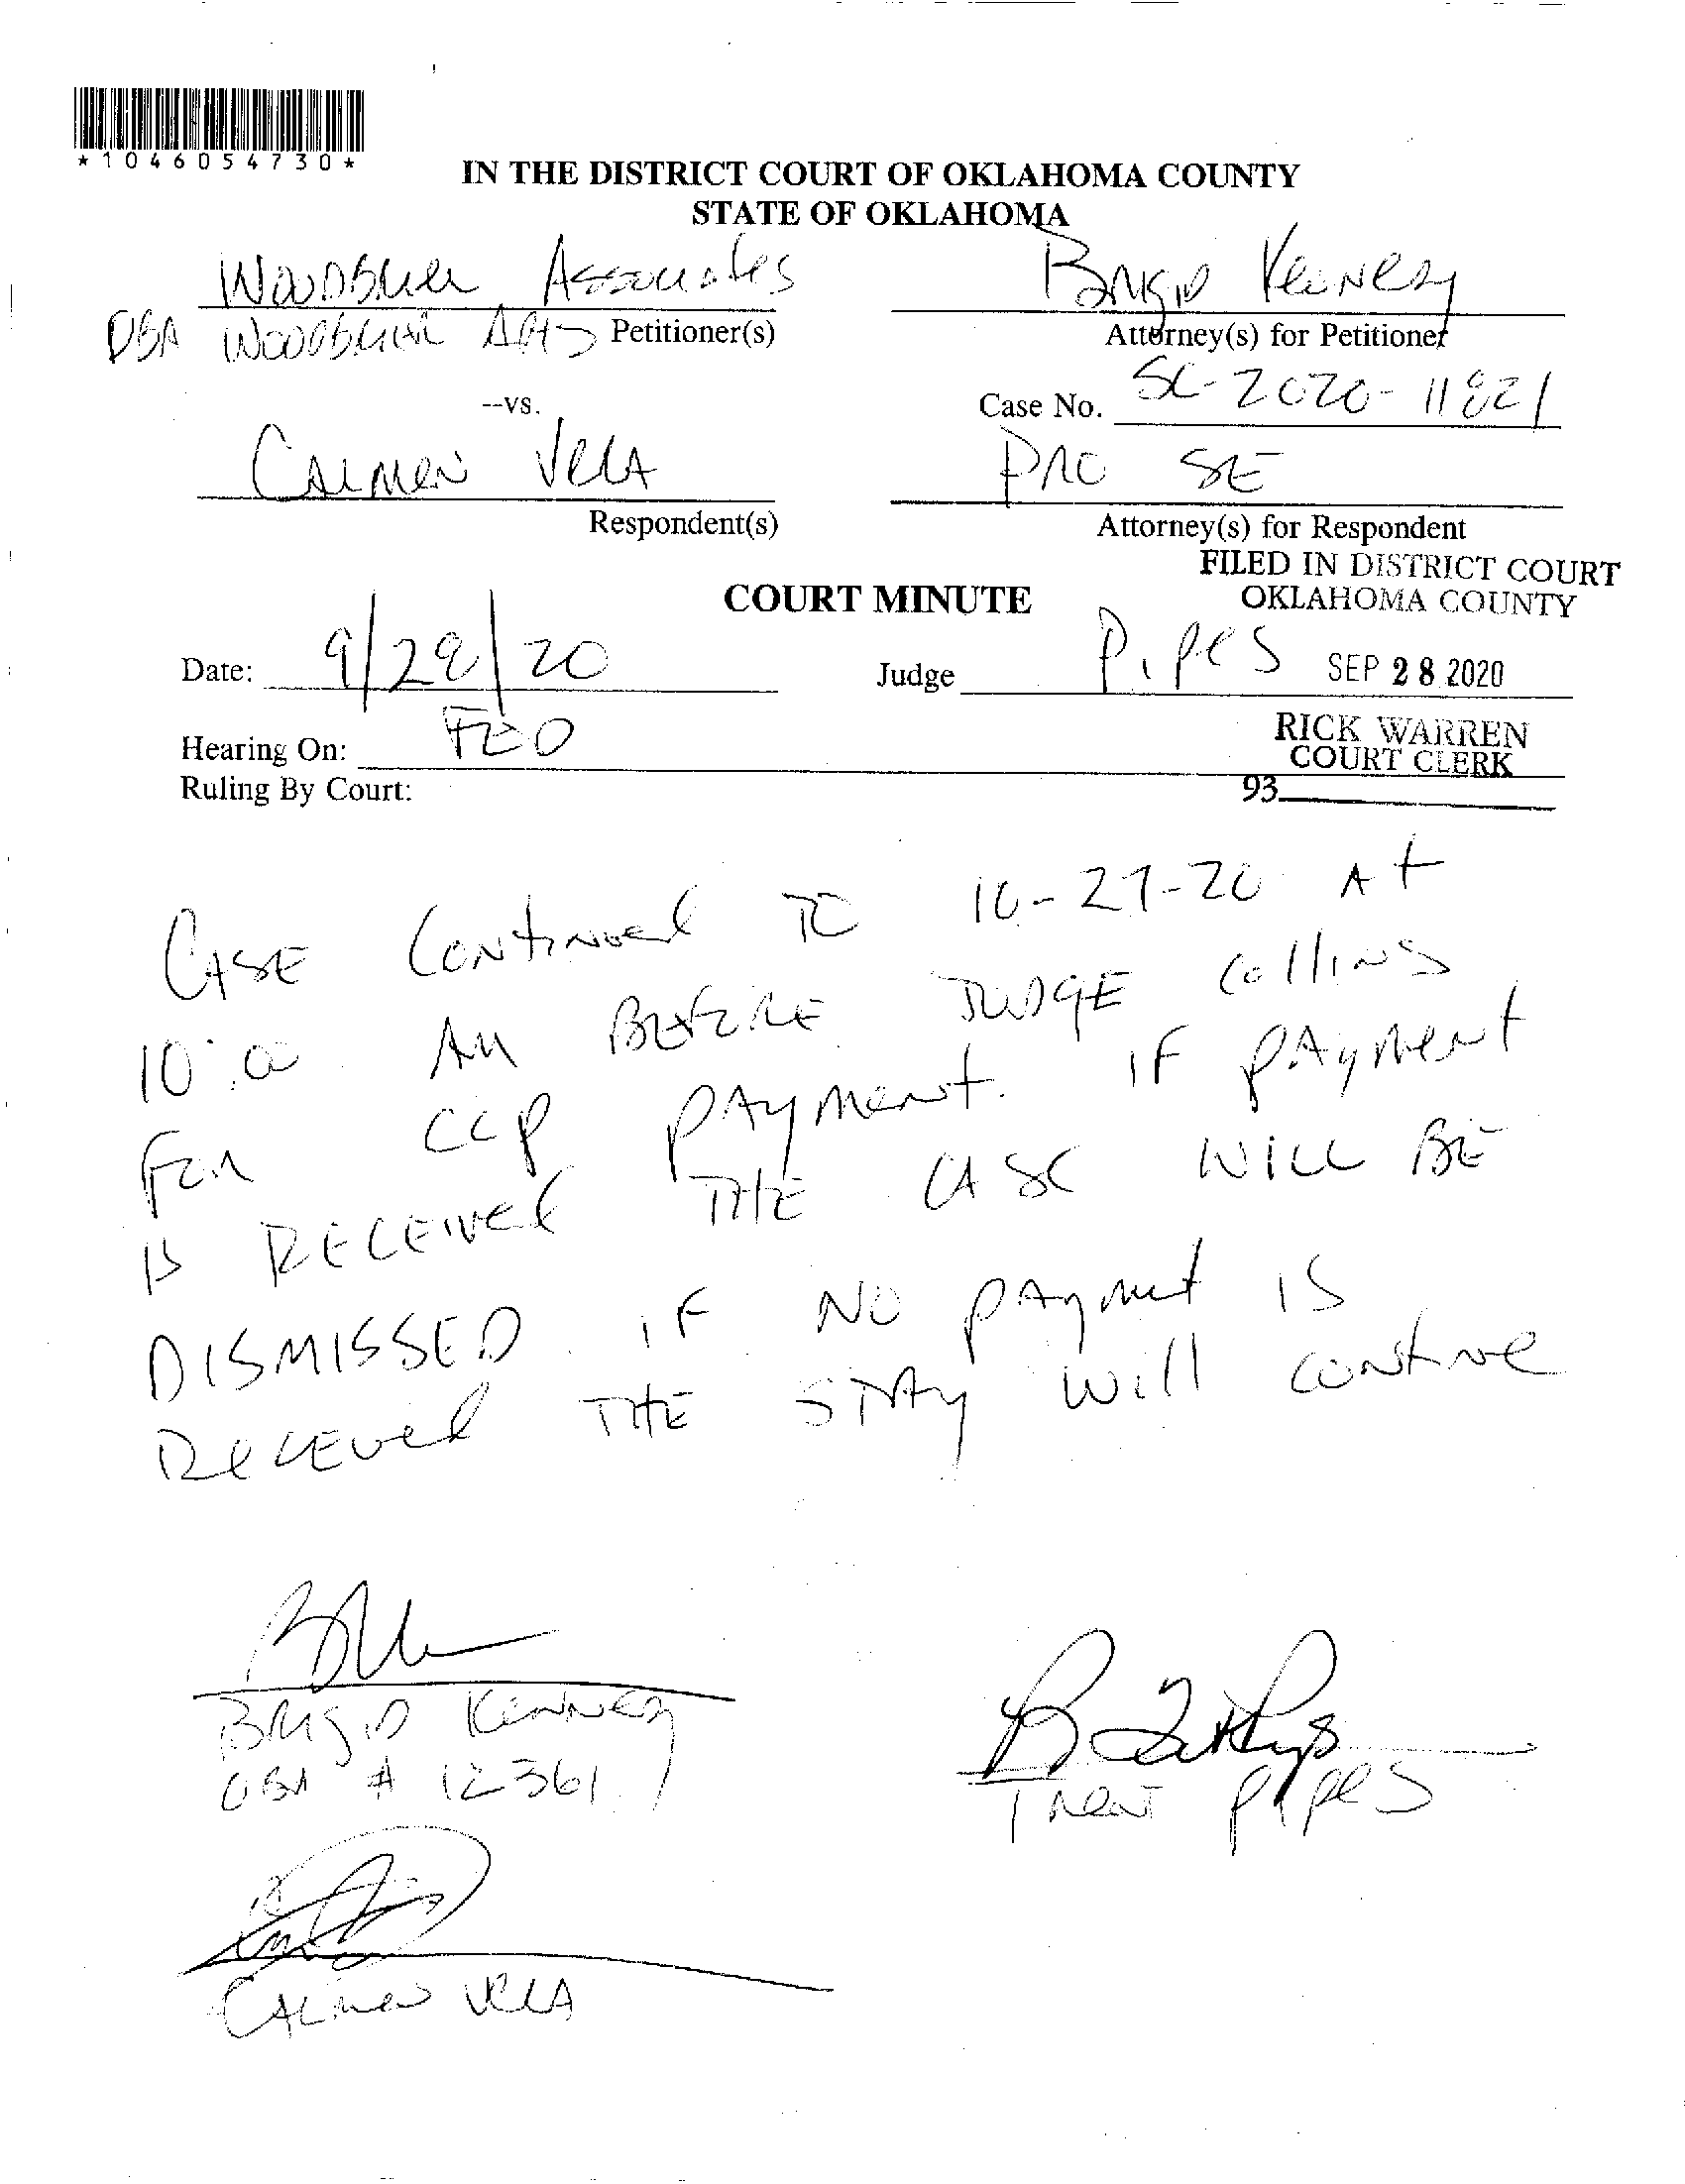 *1046054730*
IN THE DISTRICT COURT OF OKLAHOMA COUNTY
STATE OF OKLAHOMA
Associates
Brigid Kenney
DBA Apts Petitioner(s)
Attorney(s) for Petitioner
--vs.
Case No. SC-2020-11821
Carmen Vela
Pro SE
Respondent(s)
Attorney(s) for Respondent
FILED IN DISTRICT COURT
OKLAHOMA COUNTY
COURT MINUTE
Date: 9/28/20
Judge Pipes
SEP 28 2020
Hearing On: FED
RICK WARREN
COURT CLERK
Ruling By Court:
93
CASE Continued TO 10-27-20 At
10:00 AM BEFORE JUDGE Collins
For CCP PAyment. IF PAyment
is RECEIVEd THE CASE WILL BE
DISMISSED. IF NO PAymt IS
Received THE STAy will continue
Brigid Kenney
OBA # 12361
Trent Pipes
CArmen VelA